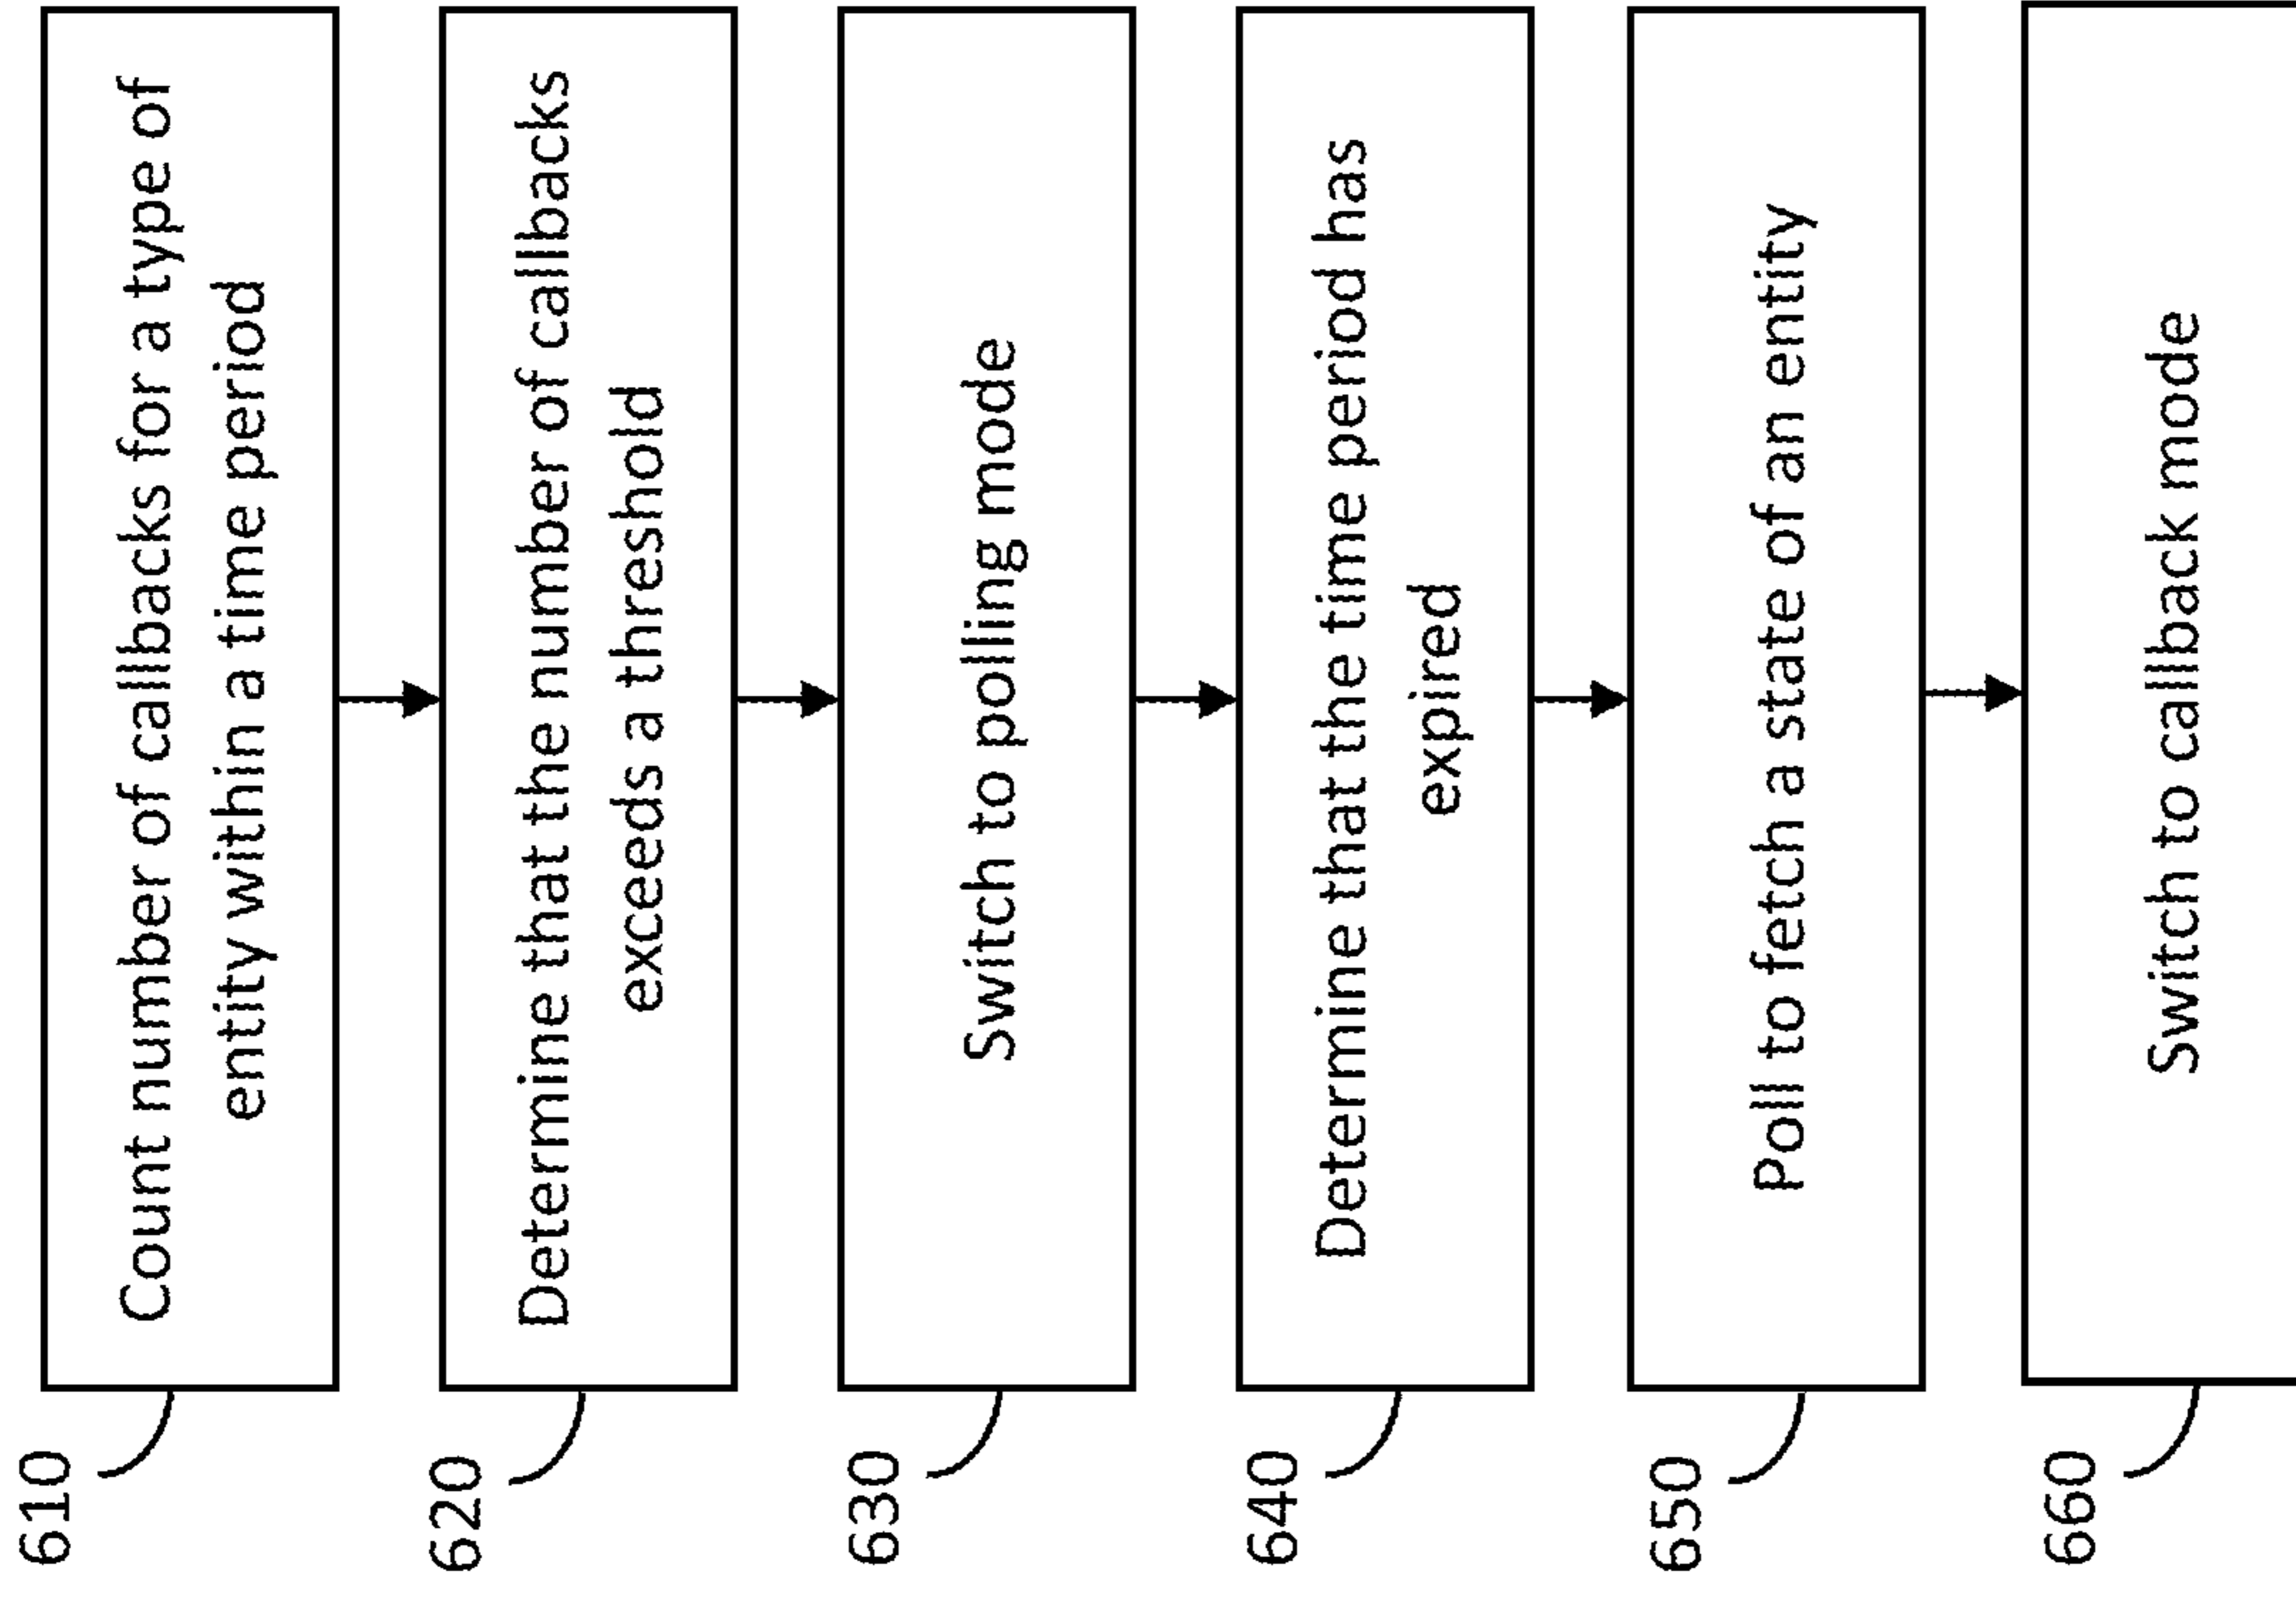 610
Count number of callbacks for a type of
entity within a time period
620
Determine that the number of callbacks
exceeds a threshold
630
Switch to polling mode
640
Determine that the time period has
expired
650
Poll to fetch a state of an entity
660
Switch to callback mode